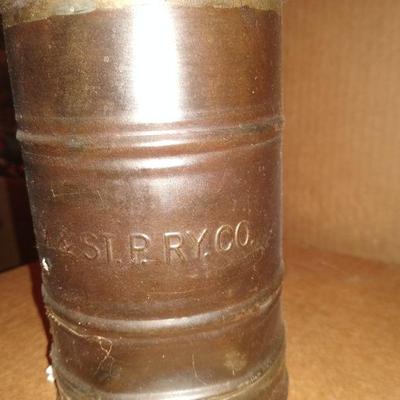 & ST. P. RY. CO.